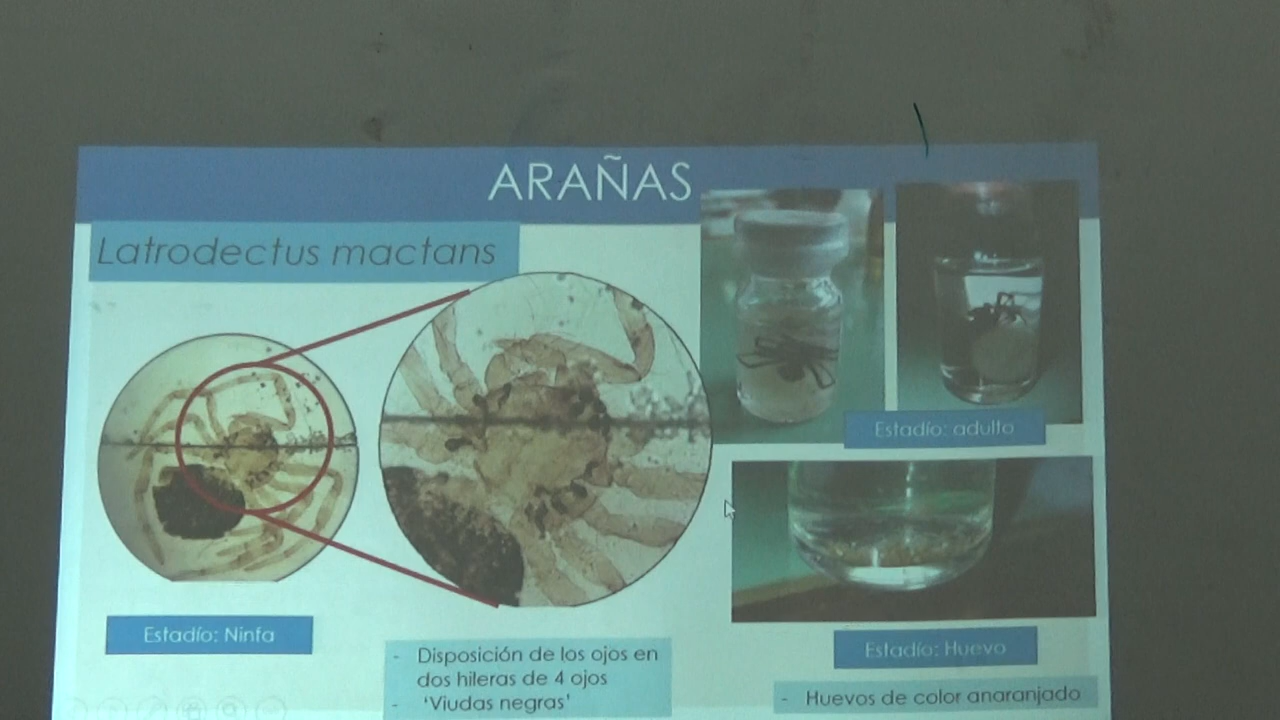 ARAÑAS
Latrodectus mactans
Estadío: adulto
Estadío: Ninfa
- Disposición de los ojos en
dos hileras de 4 ojos
- ‘Viudas negras’
Estadío: Huevo
- Huevos de color anaranjado